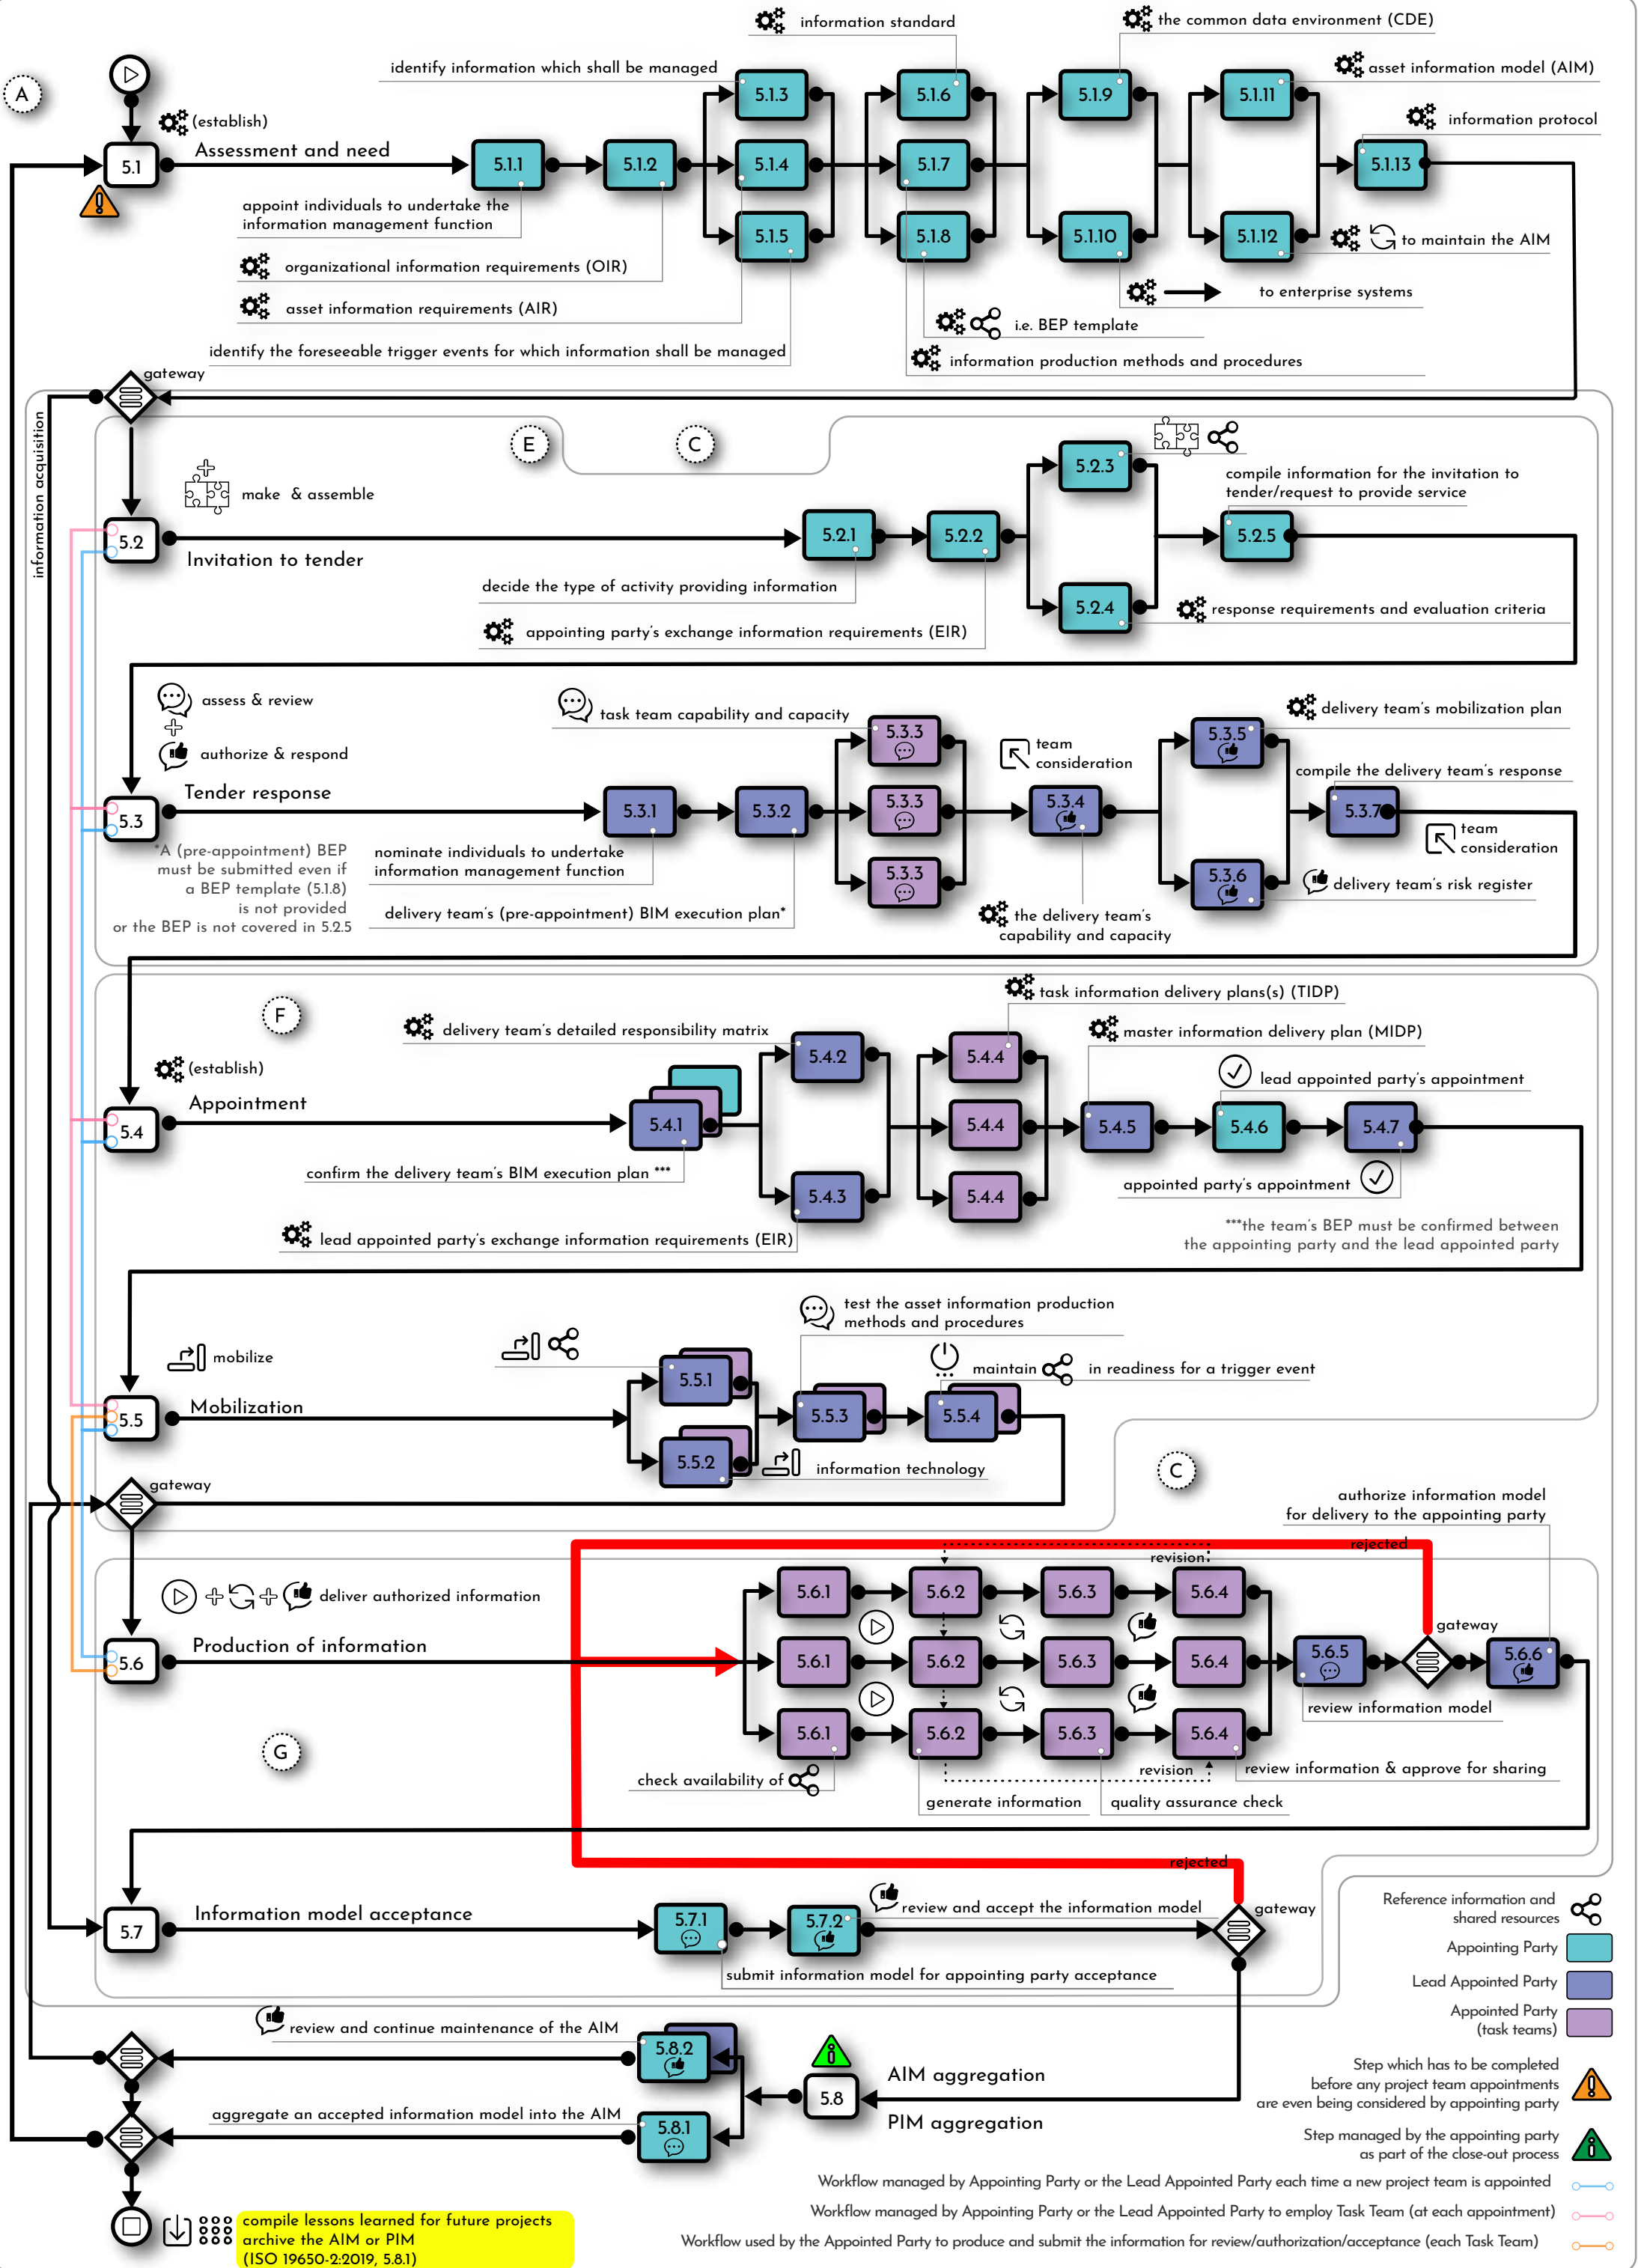 information standard
the common data environment (CDE)
identify information which shall be managed
asset information model (AIM)
A
5.1.3
5.1.6
5.1.9
5.1.11
(establish)
information protocol
Assessment and need
5.1
5.1.1
5.1.2
5.1.4
5.1.7
5.1.13
appoint individuals to undertake the
information management function
5.1.5
5.1.8
5.1.10
5.1.12
to maintain the AIM
organizational information requirements (OIR)
to enterprise systems
asset information requirements (AIR)
i.e. BEP template
identify the foreseeable trigger events for which information shall be managed
information production methods and procedures
gateway
information acquisition
E
C
5.2.3
compile information for the invitation to
tender/request to provide service
make & assemble
5.2
Invitation to tender
5.2.1
5.2.2
5.2.5
decide the type of activity providing information
5.2.4
response requirements and evaluation criteria
appointing party's exchange information requirements (EIR)
assess & review
authorize & respond
task team capability and capacity
5.3.3
team
consideration
5.3.5
delivery team's mobilization plan
compile the delivery team's response
Tender response
5.3
5.3.1
5.3.2
5.3.3
5.3.4
5.3.7
team
consideration
*A (pre-appointment) BEP
must be submitted even if
a BEP template (5.1.8)
is not provided
or the BEP is not covered in 5.2.5
nominate individuals to undertake
information management function
5.3.3
5.3.6
delivery team's risk register
delivery team's (pre-appointment) BIM execution plan*
the delivery team's
capability and capacity
F
task information delivery plans(s) (TIDP)
delivery team's detailed responsibility matrix
master information delivery plan (MIDP)
5.4.2
5.4.4
(establish)
lead appointed party's appointment
Appointment
5.4
5.4.1
5.4.4
5.4.5
5.4.6
5.4.7
confirm the delivery team's BIM execution plan ***
5.4.3
5.4.4
appointed party's appointment
lead appointed party's exchange information requirements (EIR)
***the team's BEP must be confirmed between
the appointing party and the lead appointed party
test the asset information production
methods and procedures
mobilize
maintain
in readiness for a trigger event
5.5.1
Mobilization
5.5
5.5.3
5.5.4
5.5.2
information technology
C
gateway
authorize information model
for delivery to the appointing party
rejected
revision
deliver authorized information
5.6.1
5.6.2
5.6.3
5.6.4
gateway
Production of information
5.6
5.6.1
5.6.2
5.6.3
5.6.4
5.6.5
5.6.6
review information model
5.6.1
5.6.2
5.6.3
5.6.4
G
revision
review information & approve for sharing
check availability of
generate information
quality assurance check
rejected
review and accept the information model
gateway
Information model acceptance
5.7
5.7.1
5.7.2
submit information model for appointing party acceptance
Reference information and
shared resources
Appointing Party
Lead Appointed Party
Appointed Party
(task teams)
review and continue maintenance of the AIM
5.8.2
AIM aggregation
5.8
PIM aggregation
aggregate an accepted information model into the AIM
5.8.1
Step which has to be completed
before any project team appointments
are even being considered by appointing party
Step managed by the appointing party
as part of the close-out process
Workflow managed by Appointing Party or the Lead Appointed Party each time a new project team is appointed
Workflow managed by Appointing Party or the Lead Appointed Party to employ Task Team (at each appointment)
Workflow used by the Appointed Party to produce and submit the information for review/authorization/acceptance (each Task Team)
compile lessons learned for future projects
archive the AIM or PIM
(ISO 19650-2:2019, 5.8.1)